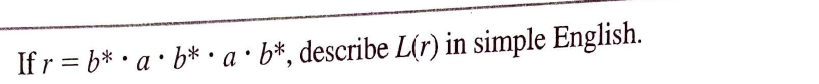 If r = b* · a · b* · a · b*, describe L(r) in simple English.